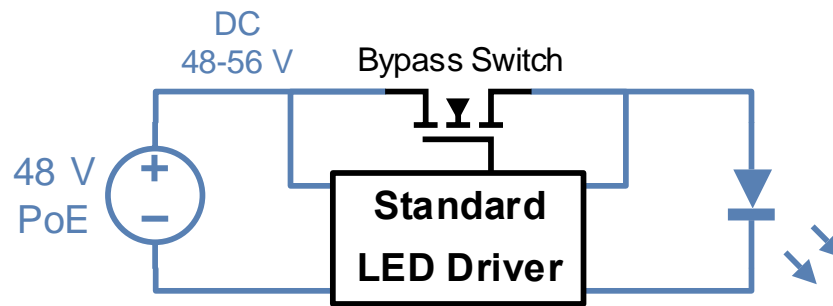 DC
48-56 V
Bypass Switch
48 V
PoE
Standard
LED Driver